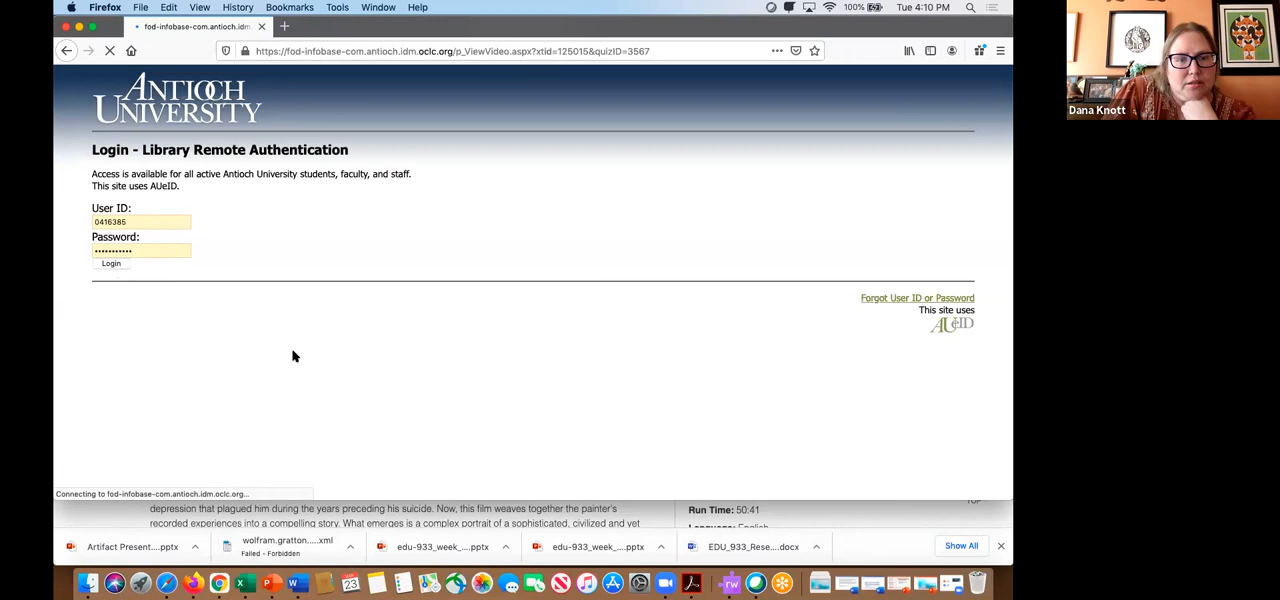 Firefox File Edit View History Bookmarks Tools Window Help 100% Tue 4:10 PM
fod-infobase-com.antioch.idm.
https://fod-infobase-com.antioch.idm.oclc.org/p_ViewVideo.aspx?xtid=125015&quizID=3567
ANTIOCH
UNIVERSITY
Login - Library Remote Authentication
Access is available for all active Antioch University students, faculty, and staff.
This site uses AUeID.
User ID:
0416385
Password:
•••••••••••
Login
Forgot User ID or Password
This site uses
AUeID
Connecting to fod-infobase-com.antioch.idm.oclc.org...
depression that plagued him during the years preceding his suicide. Now, this film weaves together the painter's
recorded experiences into a compelling story. What emerges is a complex portrait of a sophisticated, civilized and yet
TOP
Run Time: 50:41
Language: English
Artifact Present....pptx
wolfram.gratton.....xml
Failed - Forbidden
edu-933_week_....pptx
edu-933_week_....pptx
EDU_933_Rese....docx
Show All
Dana Knott